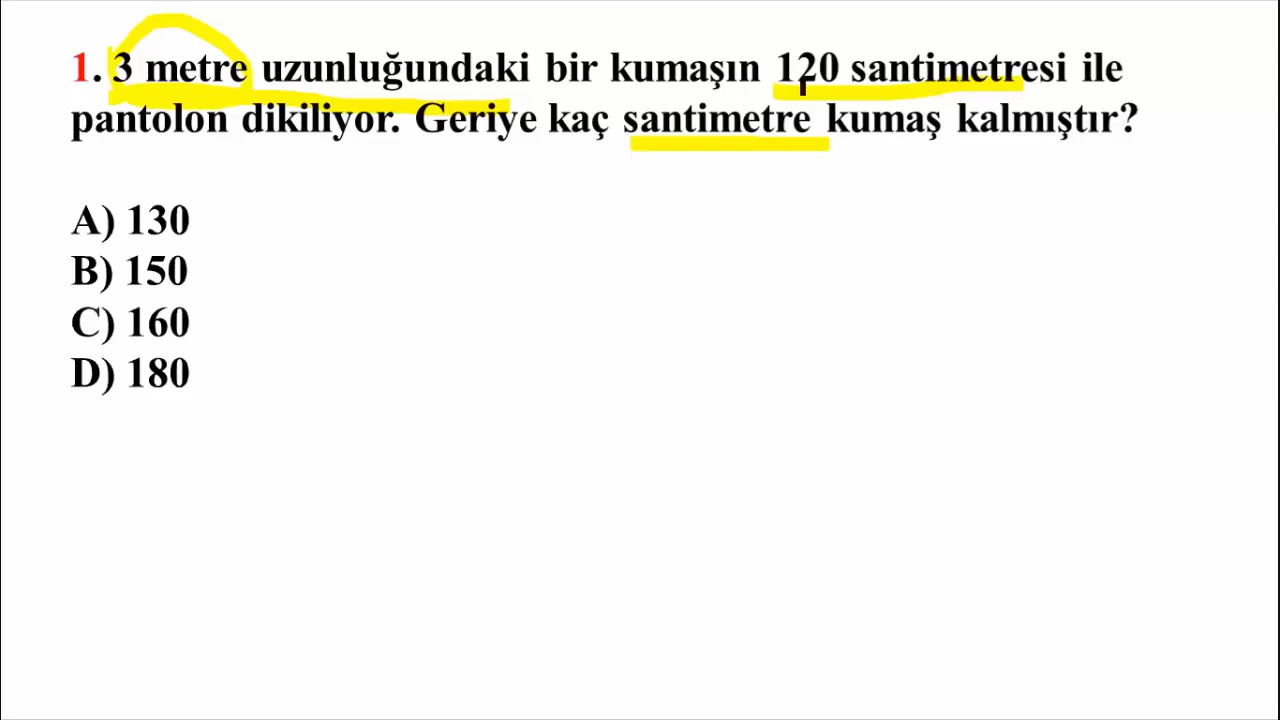 1. 3 metre uzunluğundaki bir kumaşın 120 santimetresi ile
pantolon dikiliyor. Geriye kaç santimetre kumaş kalmıştır?
A) 130
B) 150
C) 160
D) 180